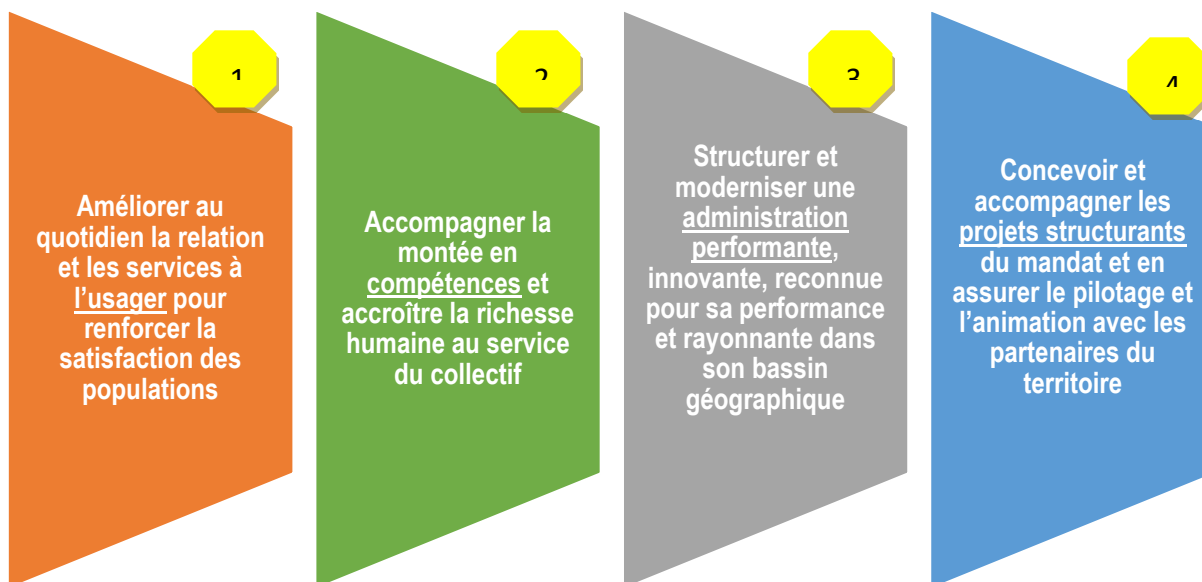 1
Améliorer au
quotidien la relation
et les services à
l'usager pour
renforcer la
satisfaction des
populations
2
Accompagner la
montée en
compétences et
accroître la richesse
humaine au service
du collectif
3
Structurer et
moderniser une
administration
performante,
innovante, reconnue
pour sa performance
et rayonnante dans
son bassin
géographique
4
Concevoir et
accompagner les
projets structurants
du mandat et en
assurer le pilotage et
l'animation avec les
partenaires du
territoire